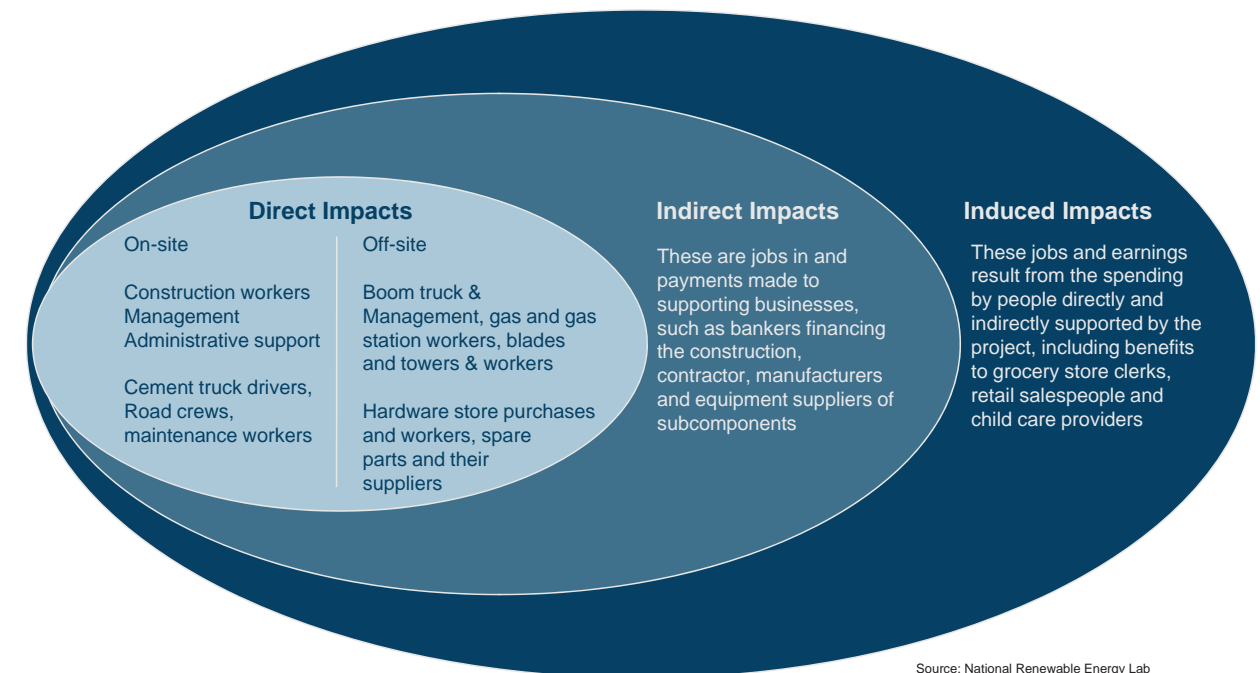 Direct Impacts
On-site
Construction workers
Management
Administrative support
Cement truck drivers,
Road crews,
maintenance workers
Off-site
Boom truck &
Management, gas and gas
station workers, blades
and towers & workers
Hardware store purchases
and workers, spare
parts and their
suppliers
Indirect Impacts
These are jobs in and
payments made to
supporting businesses,
such as bankers financing
the construction,
contractor, manufacturers
and equipment suppliers of
subcomponents
Induced Impacts
These jobs and earnings
result from the spending
by people directly and
indirectly supported by the
project, including benefits
to grocery store clerks,
retail salespeople and
child care providers
Source: National Renewable Energy Lab